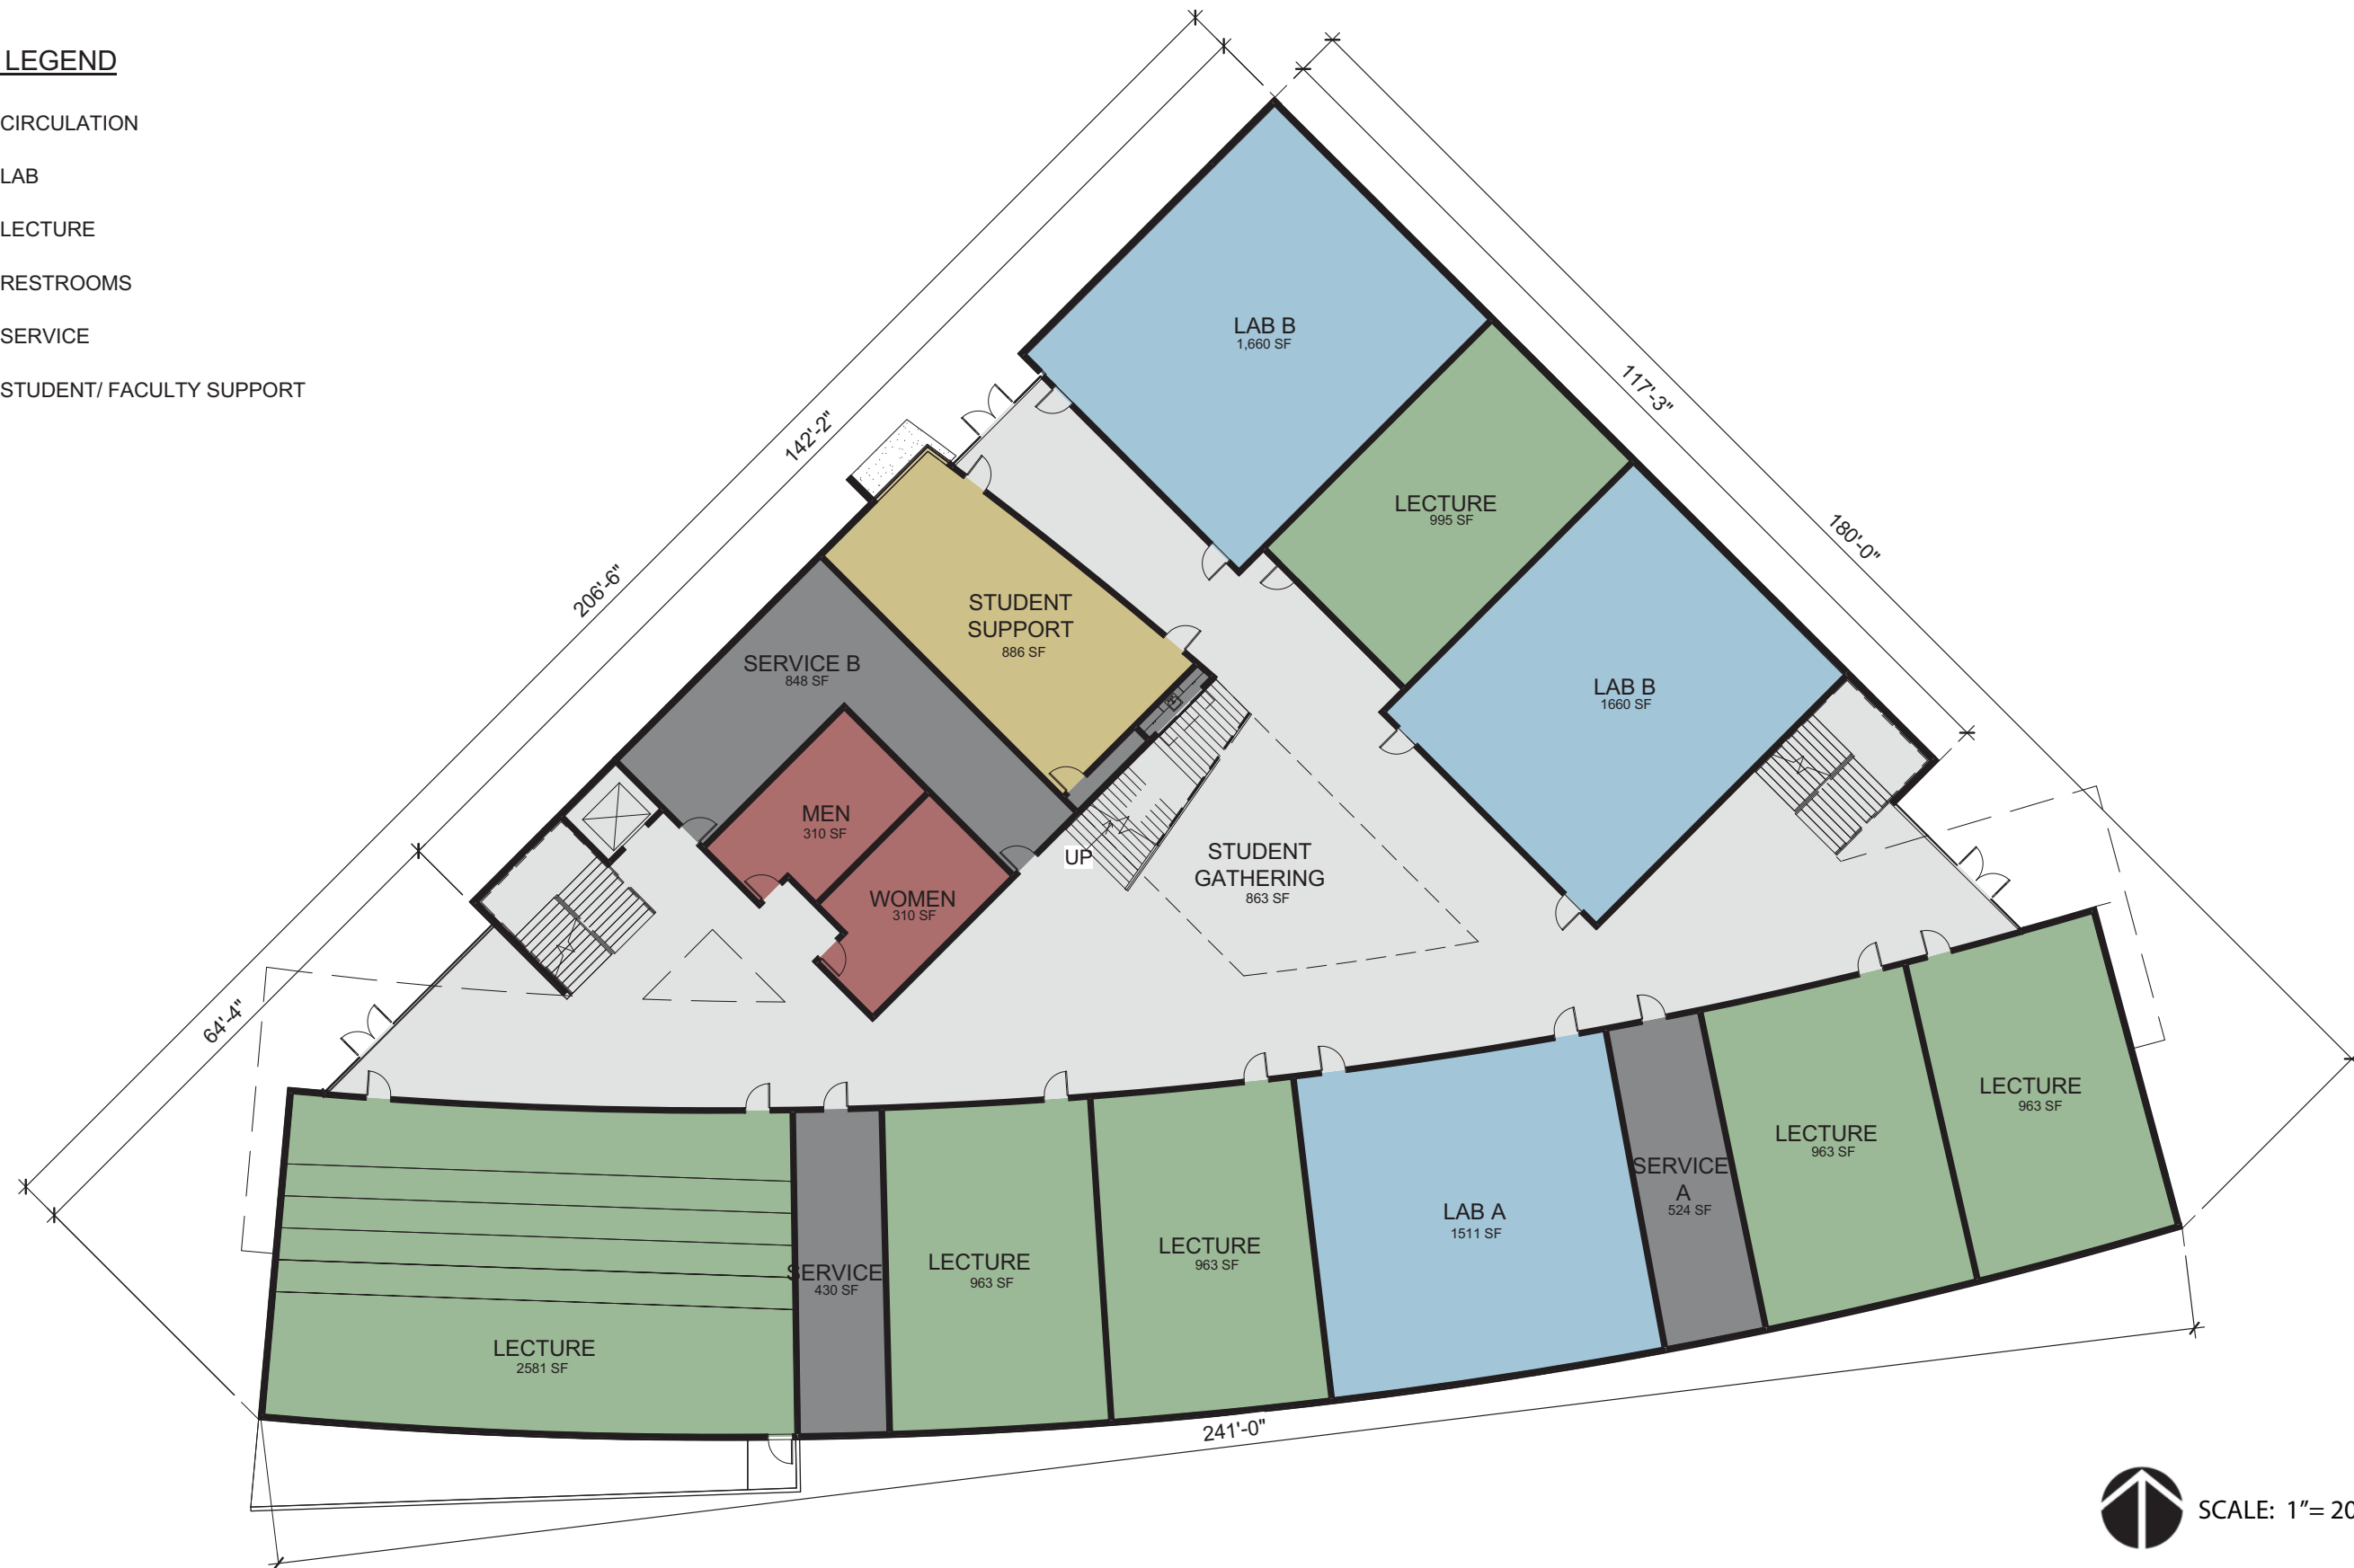 LEGEND
CIRCULATION
LAB
LECTURE
RESTROOMS
SERVICE
STUDENT/ FACULTY SUPPORT
206'-6"
142'-2"
64'-4"
117'-3"
180'-0"
241'-0"
LAB B
1,660 SF
LECTURE
995 SF
LAB B
1660 SF
STUDENT
SUPPORT
886 SF
SERVICE B
848 SF
MEN
310 SF
WOMEN
310 SF
UP
STUDENT
GATHERING
863 SF
LECTURE
2581 SF
SERVICE
430 SF
LECTURE
963 SF
LECTURE
963 SF
LAB A
1511 SF
SERVICE
A
524 SF
LECTURE
963 SF
LECTURE
963 SF
SCALE: 1"= 20